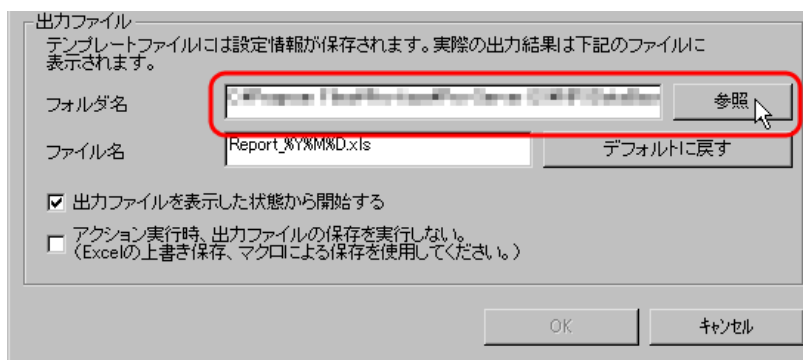 出力ファイル
テンプレートファイルには設定情報が保存されます。実際の出力結果は下記のファイルに
表示されます。
フォルダ名
参照
ファイル名
Report_%Y%M%D.xls
デフォルトに戻す
出力ファイルを表示した状態から開始する
アクション実行時、出力ファイルの保存を実行しない。
(Excelの上書き保存、マクロによる保存を使用してください。)
OK
キャンセル